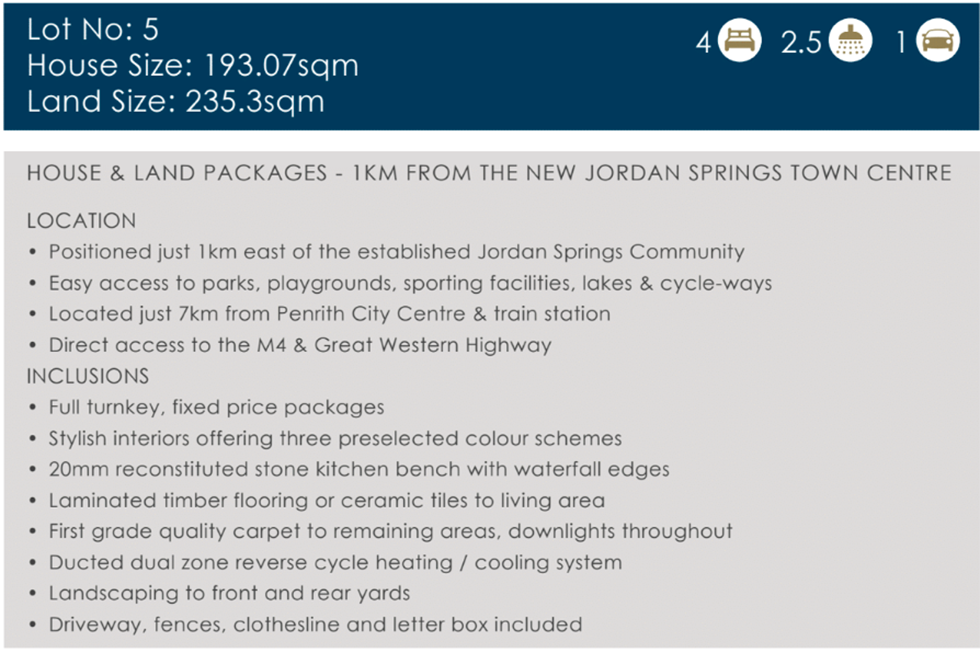 Lot No: 5
House Size: 193.07sqm
Land Size: 235.3sqm
4 2.5 1
HOUSE & LAND PACKAGES - 1KM FROM THE NEW JORDAN SPRINGS TOWN CENTRE
LOCATION
• Positioned just 1km east of the established Jordan Springs Community
• Easy access to parks, playgrounds, sporting facilities, lakes & cycle-ways
• Located just 7km from Penrith City Centre & train station
• Direct access to the M4 & Great Western Highway
INCLUSIONS
• Full turnkey, fixed price packages
• Stylish interiors offering three preselected colour schemes
• 20mm reconstituted stone kitchen bench with waterfall edges
• Laminated timber flooring or ceramic tiles to living area
• First grade quality carpet to remaining areas, downlights throughout
• Ducted dual zone reverse cycle heating / cooling system
• Landscaping to front and rear yards
• Driveway, fences, clothesline and letter box included